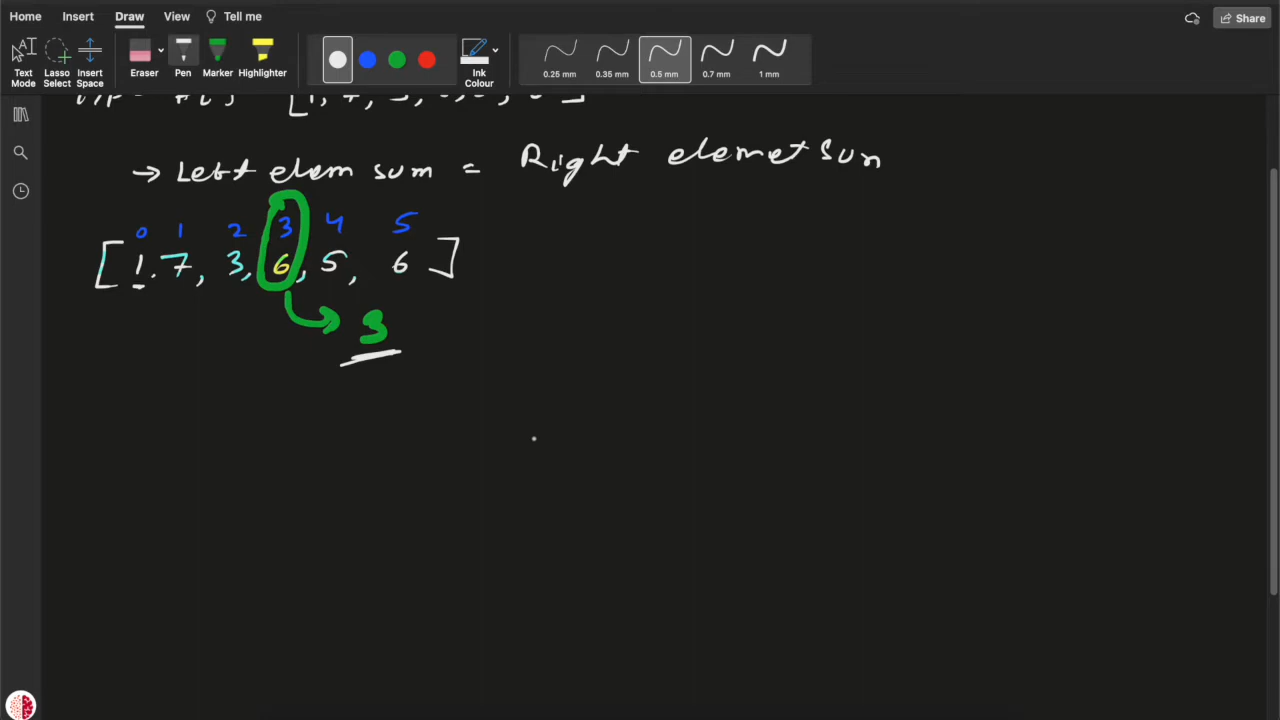 Home Insert Draw View Tell me Share
Text Mode Lasso Select Insert Space Eraser Pen Marker Highlighter Ink Colour 0.25 mm 0.35 mm 0.5 mm 0.7 mm 1 mm
→ Left elem sum = Right elemet Sum
0 1 2 3 4 5
[1.7, 3, 6, 5, 6]
3